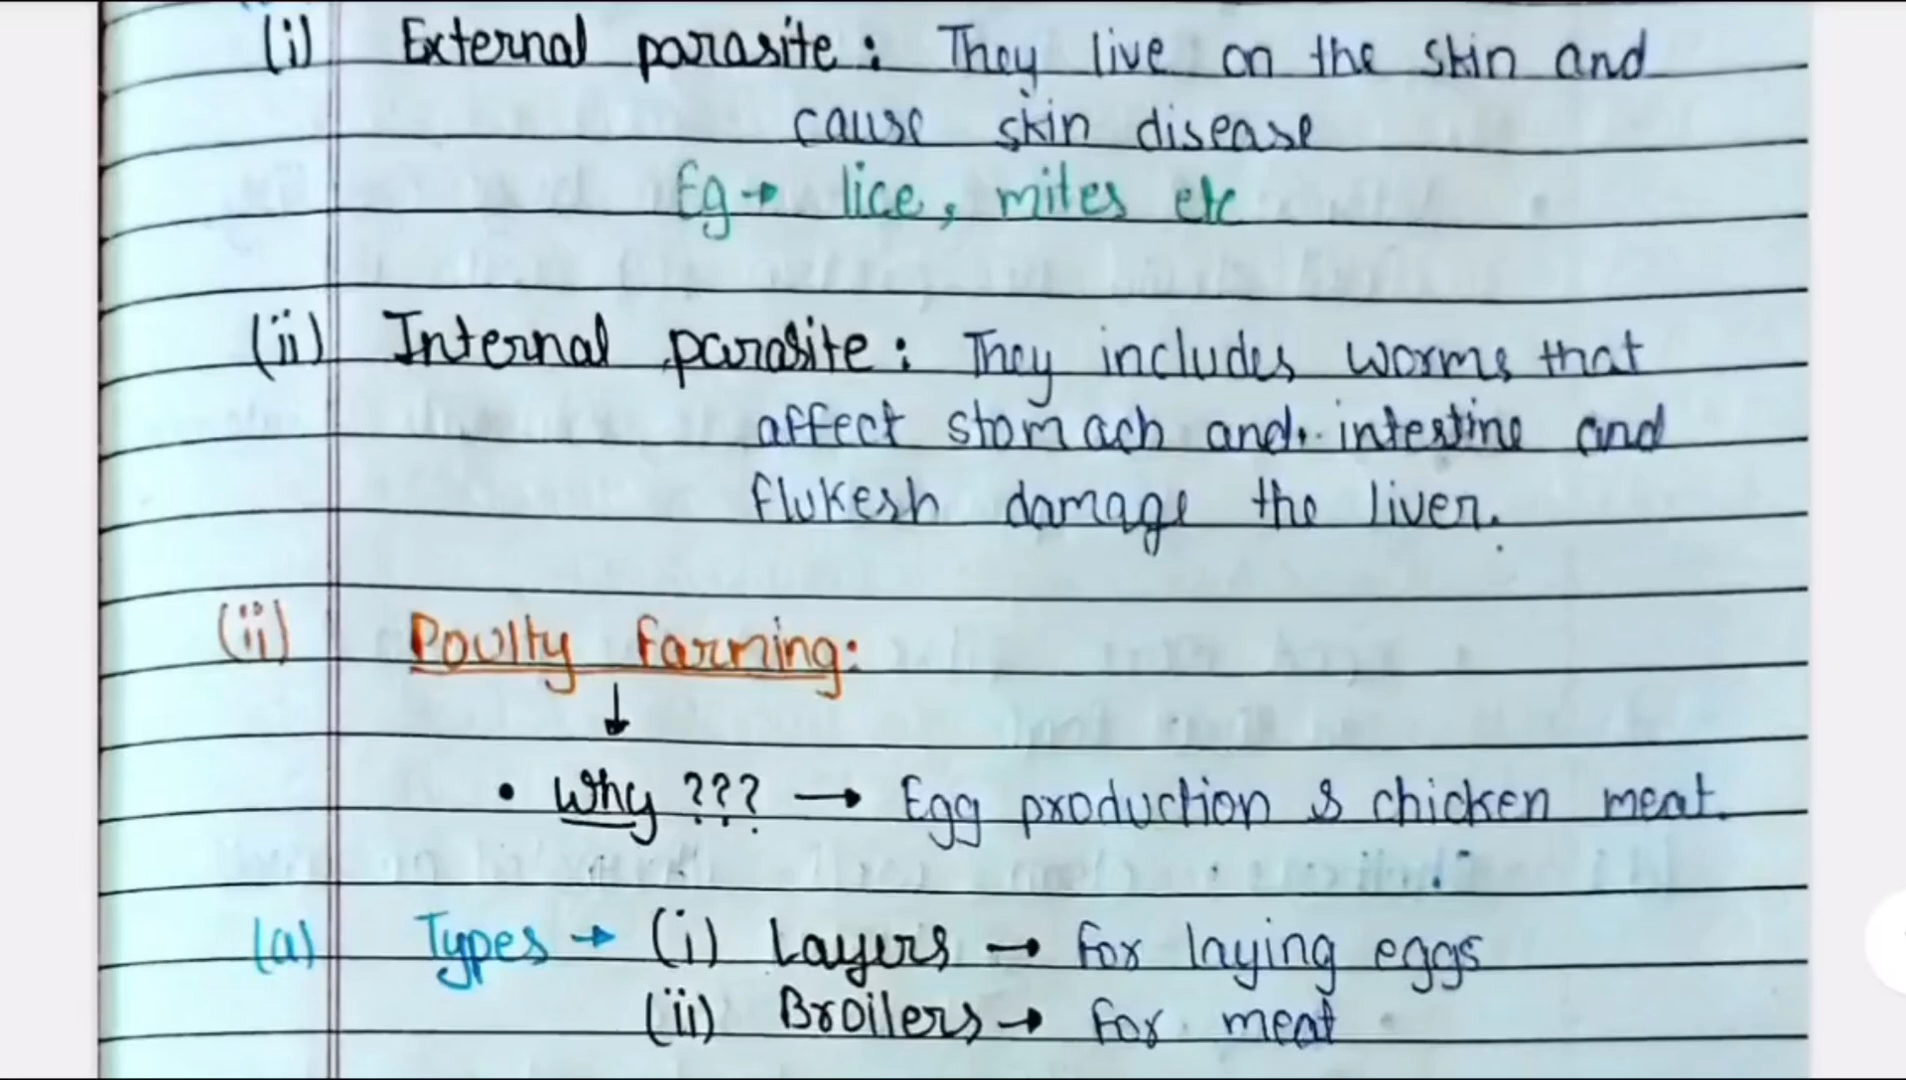 (i) External parasite : They live on the skin and
cause skin disease
Eg → lice, mites etc
(ii) Internal parasite : They includes worms that
affect stomach and intestine and
flukesh damage the liver.
(ii) Poulty Farming:
↓
• Why ??? → Egg production & chicken meat.
(a) Types → (i) Layers → for laying eggs
(ii) Broilers → for meat